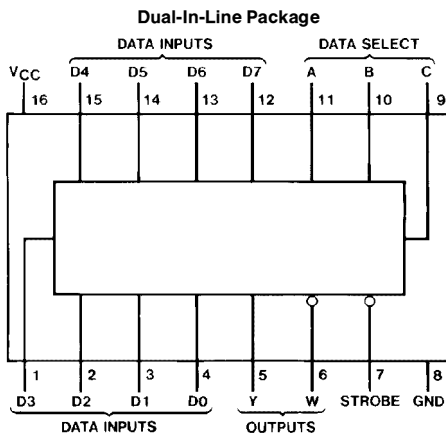 Dual-In-Line Package
DATA INPUTS DATA SELECT
VCC D4 D5 D6 D7 A B C
16 15 14 13 12 11 10 9
1 2 3 4 5 6 7 8
D3 D2 D1 D0 Y W STROBE GND
DATA INPUTS OUTPUTS